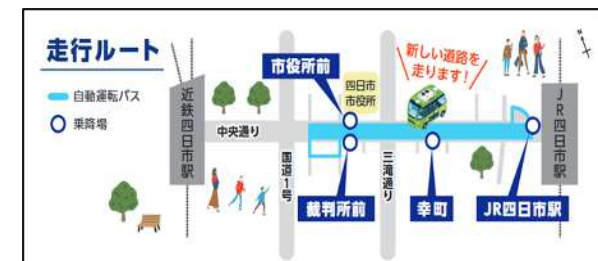 走行ルート
自動運転バス
乗降場
近鉄四日市駅
中央通り
国道1号
市役所前
四日市
市役所
新しい道路を
走ります!
三滝通り
裁判所前
幸町
JR四日市駅
JR四日市駅
N